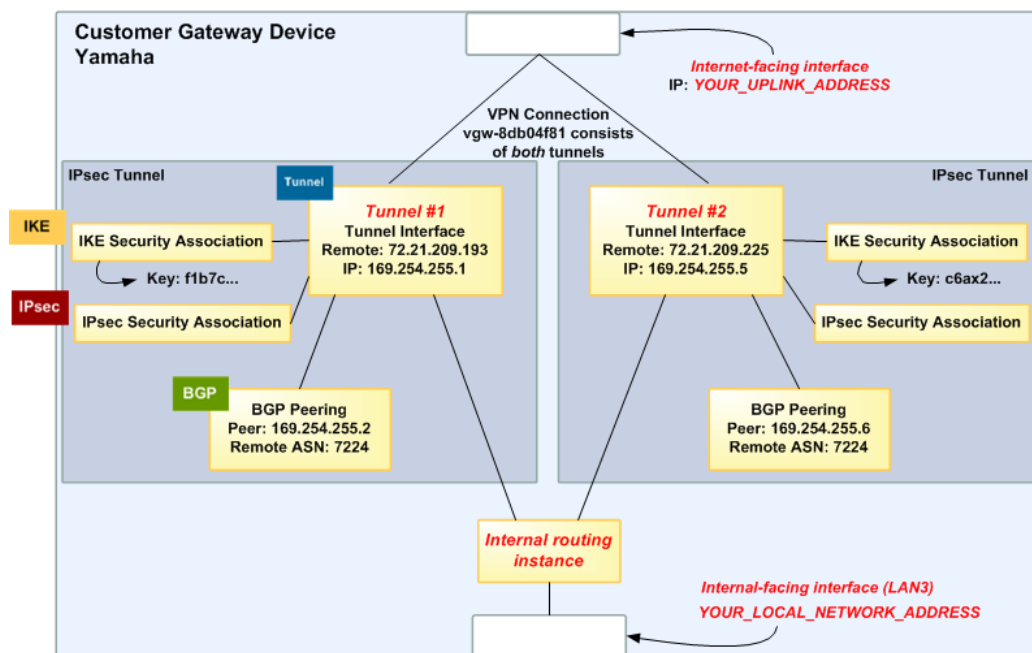 Customer Gateway Device
Yamaha
Internet-facing interface
IP: YOUR_UPLINK_ADDRESS
VPN Connection
vgw-8db04f81 consists
of both tunnels
IPsec Tunnel
Tunnel
Tunnel #1
Tunnel Interface
Remote: 72.21.209.193
IP: 169.254.255.1
IKE
IKE Security Association
Key: f1b7c...
IPsec
IPsec Security Association
BGP
BGP Peering
Peer: 169.254.255.2
Remote ASN: 7224
IPsec Tunnel
Tunnel #2
Tunnel Interface
Remote: 72.21.209.225
IP: 169.254.255.5
IKE Security Association
Key: c6ax2...
IPsec Security Association
BGP Peering
Peer: 169.254.255.6
Remote ASN: 7224
Internal routing
instance
Internal-facing interface (LAN3)
YOUR_LOCAL_NETWORK_ADDRESS